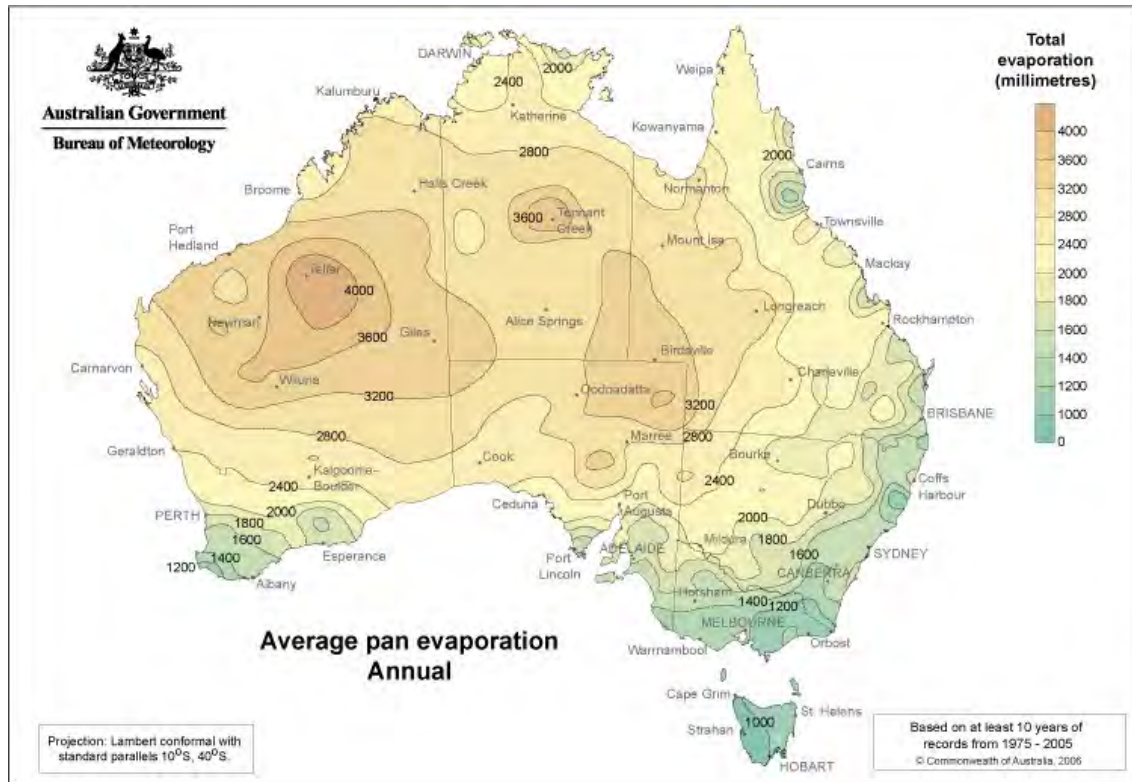 Australian Government
Bureau of Meteorology
Total
evaporation
(millimetres)
4000
3600
3200
2800
2400
2000
1800
1600
1400
1200
1000
0
DARWIN
2400
2000
Weipa
Kalumburu
Katherine
Kowanyama
2800
2000
Cairns
Broome
Halls Creek
Normanton
3600
Tennant
Creek
Townsville
Port
Hedland
Mount Isa
Telfer
4000
Mackay
Newman
Alice Springs
Longreach
3600
Giles
Rockhampton
Birdsville
Carnarvon
Wiluna
Charleville
3200
Oodnadatta
3200
BRISBANE
2800
Marree
2800
Geraldton
Cook
Bourke
Kalgoorlie-
Boulder
2400
2400
Coffs
Harbour
PERTH
2000
Ceduna
Port
Augusta
Dubbo
1800
2000
1600
Mildura
1800
1400
Esperance
ADELAIDE
1600
SYDNEY
1200
Albany
Port
Lincoln
CANBERRA
Horsham
1400
1200
MELBOURNE
Average pan evaporation
Annual
Warrnambool
Orbost
Cape Grim
St. Helens
1000
Strahan
HOBART
Projection: Lambert conformal with
standard parallels 10°S, 40°S.
Based on at least 10 years of
records from 1975 - 2005
© Commonwealth of Australia, 2006